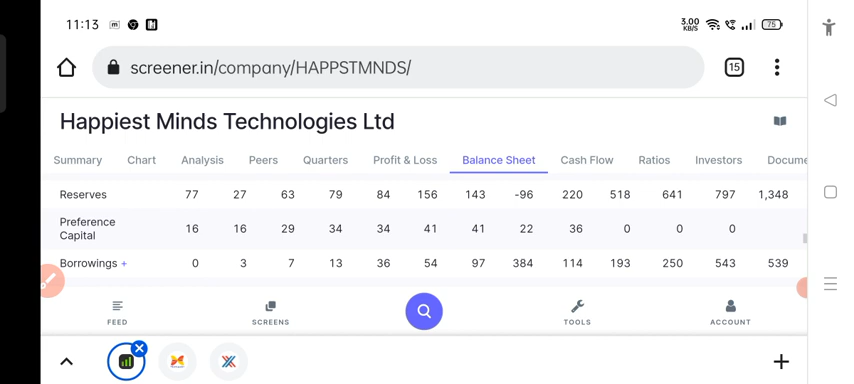 11:13 m 3.00 KB/S 75
screener.in/company/HAPPSTMNDS/ 15
Happiest Minds Technologies Ltd
Summary Chart Analysis Peers Quarters Profit & Loss Balance Sheet Cash Flow Ratios Investors Docume
Reserves 77 27 63 79 84 156 143 -96 220 518 641 797 1,348
Preference
Capital 16 16 29 34 34 41 41 22 36 0 0 0
Borrowings + 0 3 7 13 36 54 97 384 114 193 250 543 539
FEED SCREENS TOOLS ACCOUNT